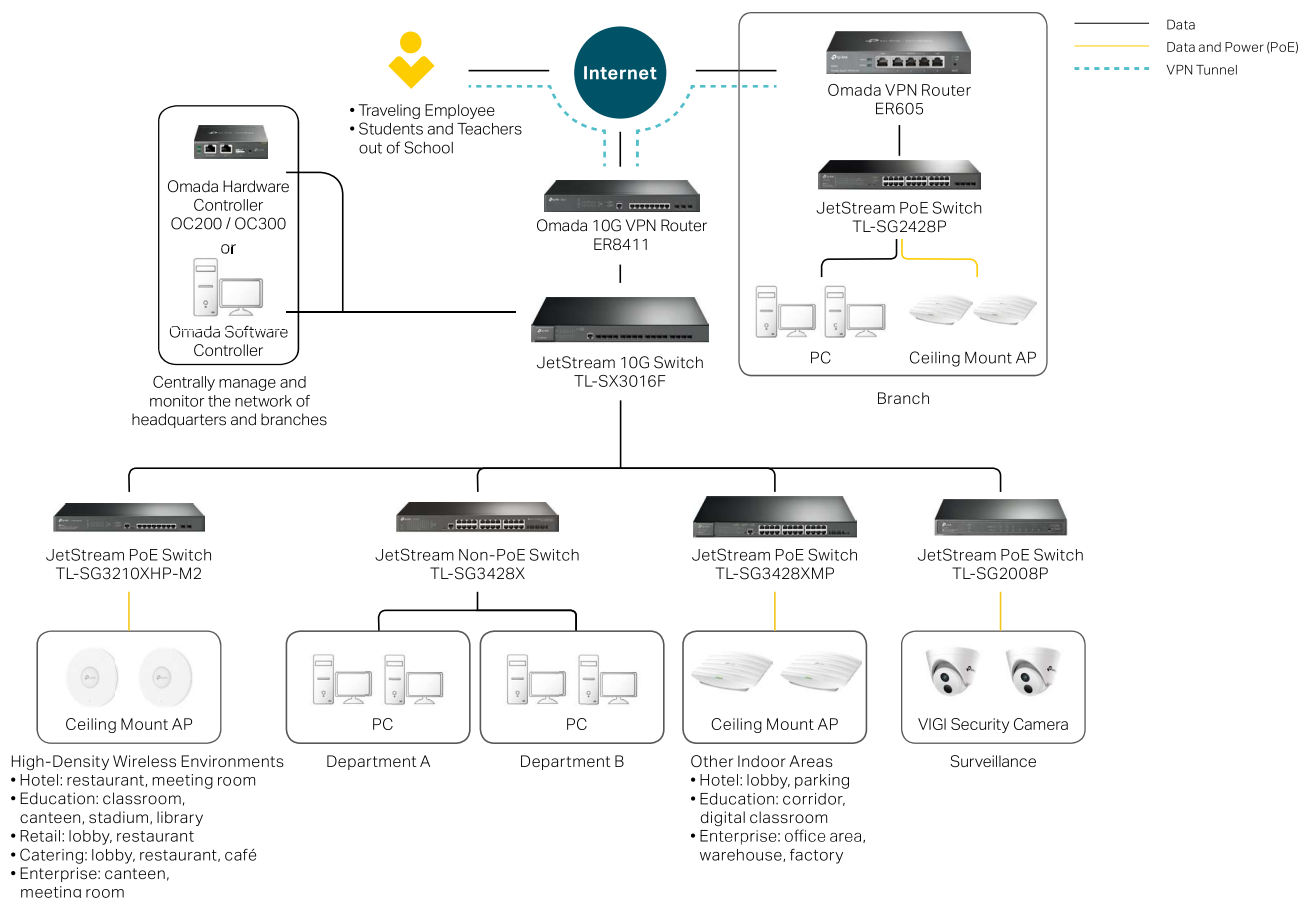 Data
Data and Power (PoE)
VPN Tunnel
Internet
• Traveling Employee
• Students and Teachers
out of School
Omada VPN Router
ER605
JetStream PoE Switch
TL-SG2428P
PC
Ceiling Mount AP
Branch
Omada Hardware
Controller
OC200 / OC300
or
Omada Software
Controller
Centrally manage and
monitor the network of
headquarters and branches
Omada 10G VPN Router
ER8411
JetStream 10G Switch
TL-SX3016F
JetStream PoE Switch
TL-SG3210XHP-M2
JetStream Non-PoE Switch
TL-SG3428X
JetStream PoE Switch
TL-SG3428XMP
JetStream PoE Switch
TL-SG2008P
Ceiling Mount AP
PC
PC
Ceiling Mount AP
VIGI Security Camera
High-Density Wireless Environments
• Hotel: restaurant, meeting room
• Education: classroom,
canteen, stadium, library
• Retail: lobby, restaurant
• Catering: lobby, restaurant, café
• Enterprise: canteen,
meeting room
Department A
Department B
Other Indoor Areas
• Hotel: lobby, parking
• Education: corridor,
digital classroom
• Enterprise: office area,
warehouse, factory
Surveillance